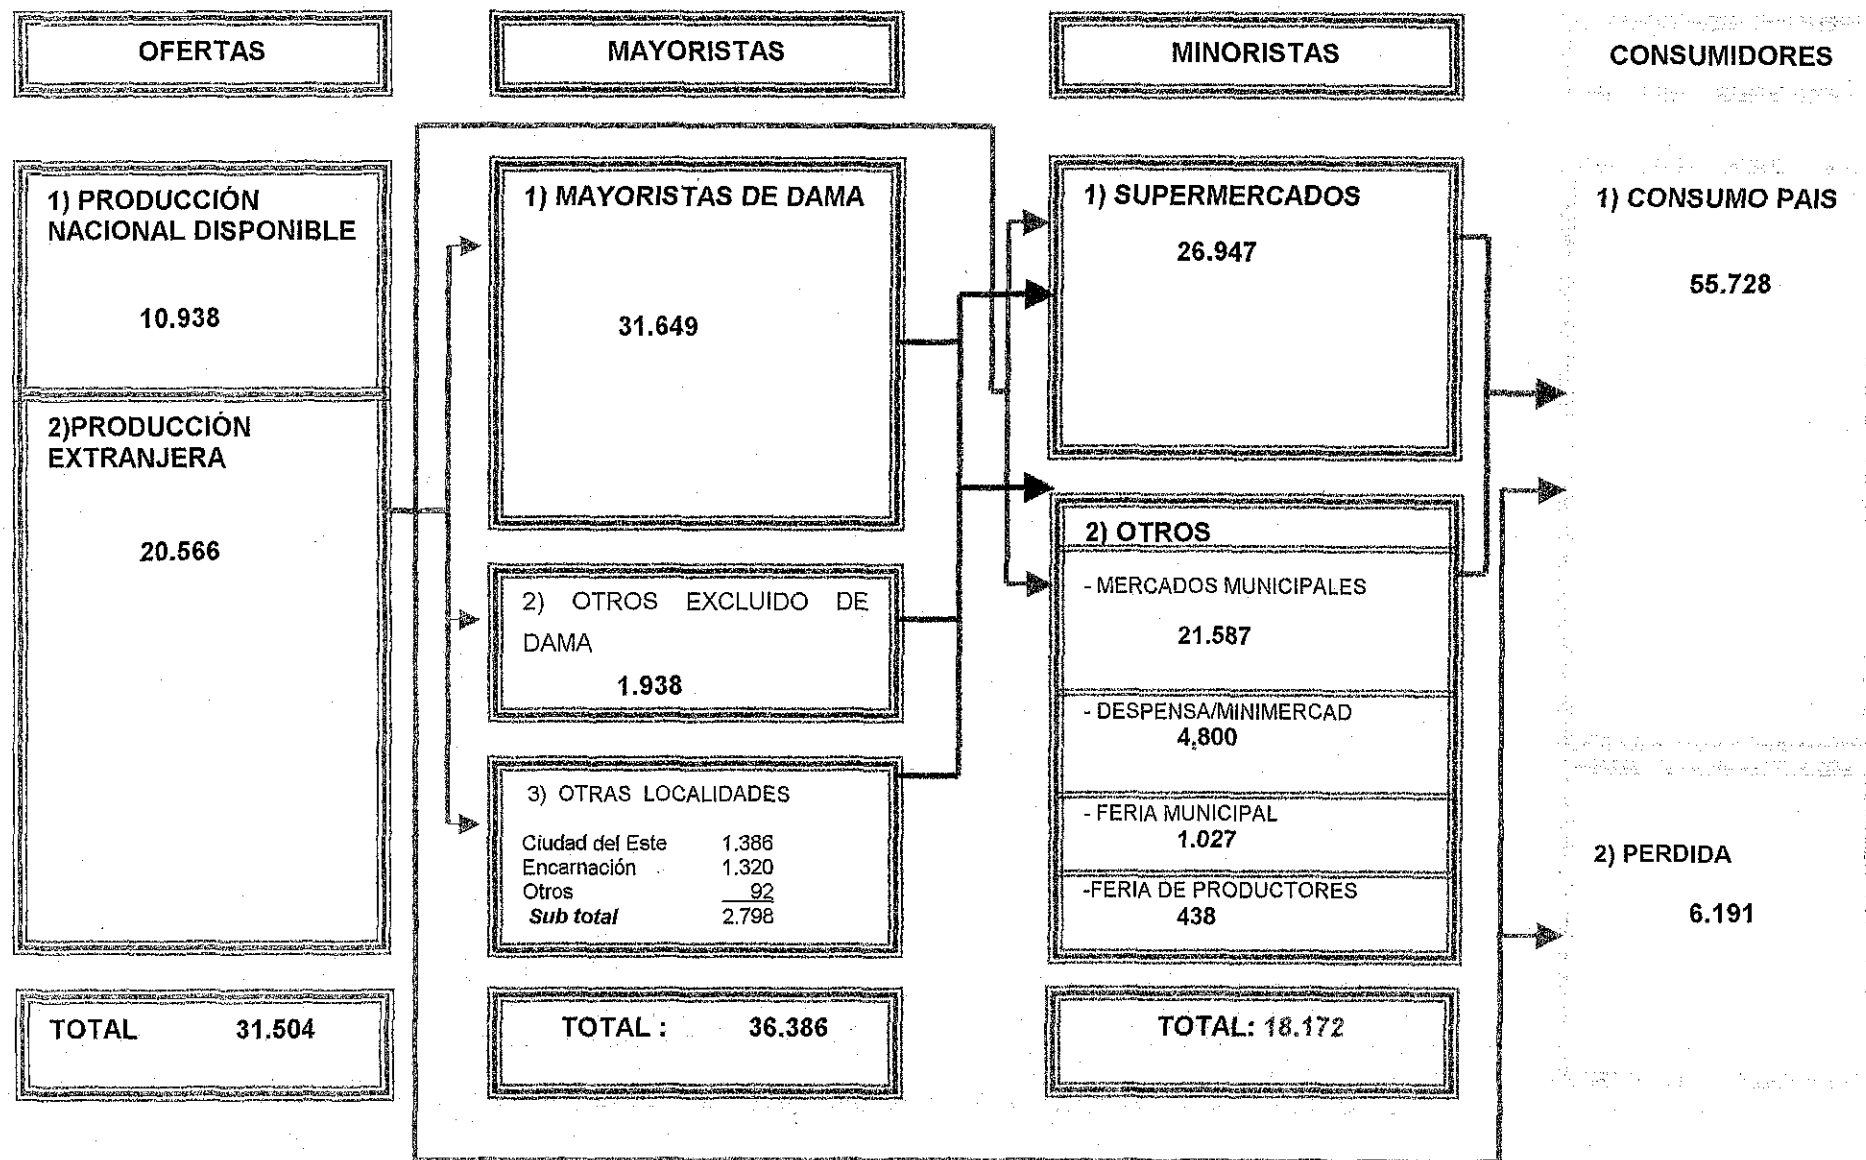 OFERTAS
1) PRODUCCIÓN
NACIONAL DISPONIBLE
10.938
2)PRODUCCIÓN
EXTRANJERA
20.566
TOTAL 31.504
MAYORISTAS
1) MAYORISTAS DE DAMA
31.649
2) OTROS EXCLUIDO DE
DAMA
1.938
3) OTRAS LOCALIDADES
Ciudad del Este 1.386
Encarnación 1.320
Otros 92
Sub total 2.798
TOTAL : 36.386
MINORISTAS
1) SUPERMERCADOS
26.947
2) OTROS
- MERCADOS MUNICIPALES
21.587
- DESPENSA/MINIMERCAD
4,800
- FERIA MUNICIPAL
1.027
-FERIA DE PRODUCTORES
438
TOTAL: 18.172
CONSUMIDORES
1) CONSUMO PAIS
55.728
2) PERDIDA
6.191